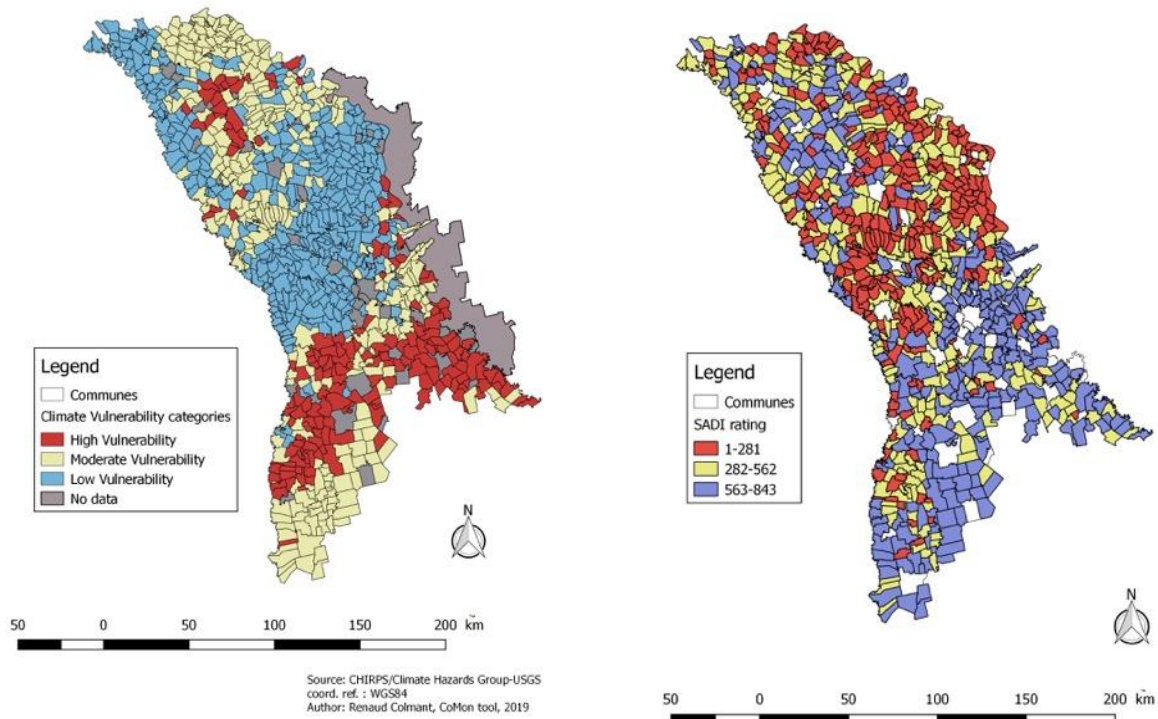 Legend
Communes
Climate Vulnerability categories
High Vulnerability
Moderate Vulnerability
Low Vulnerability
No data
N
50 0 50 100 150 200 km
Source: CHIRPS/Climate Hazards Group-USGS
coord. ref. : WGS84
Author: Renaud Colmant, CoMon tool, 2019
Legend
Communes
SADI rating
1-281
282-562
563-843
N
50 0 50 100 150 200 km